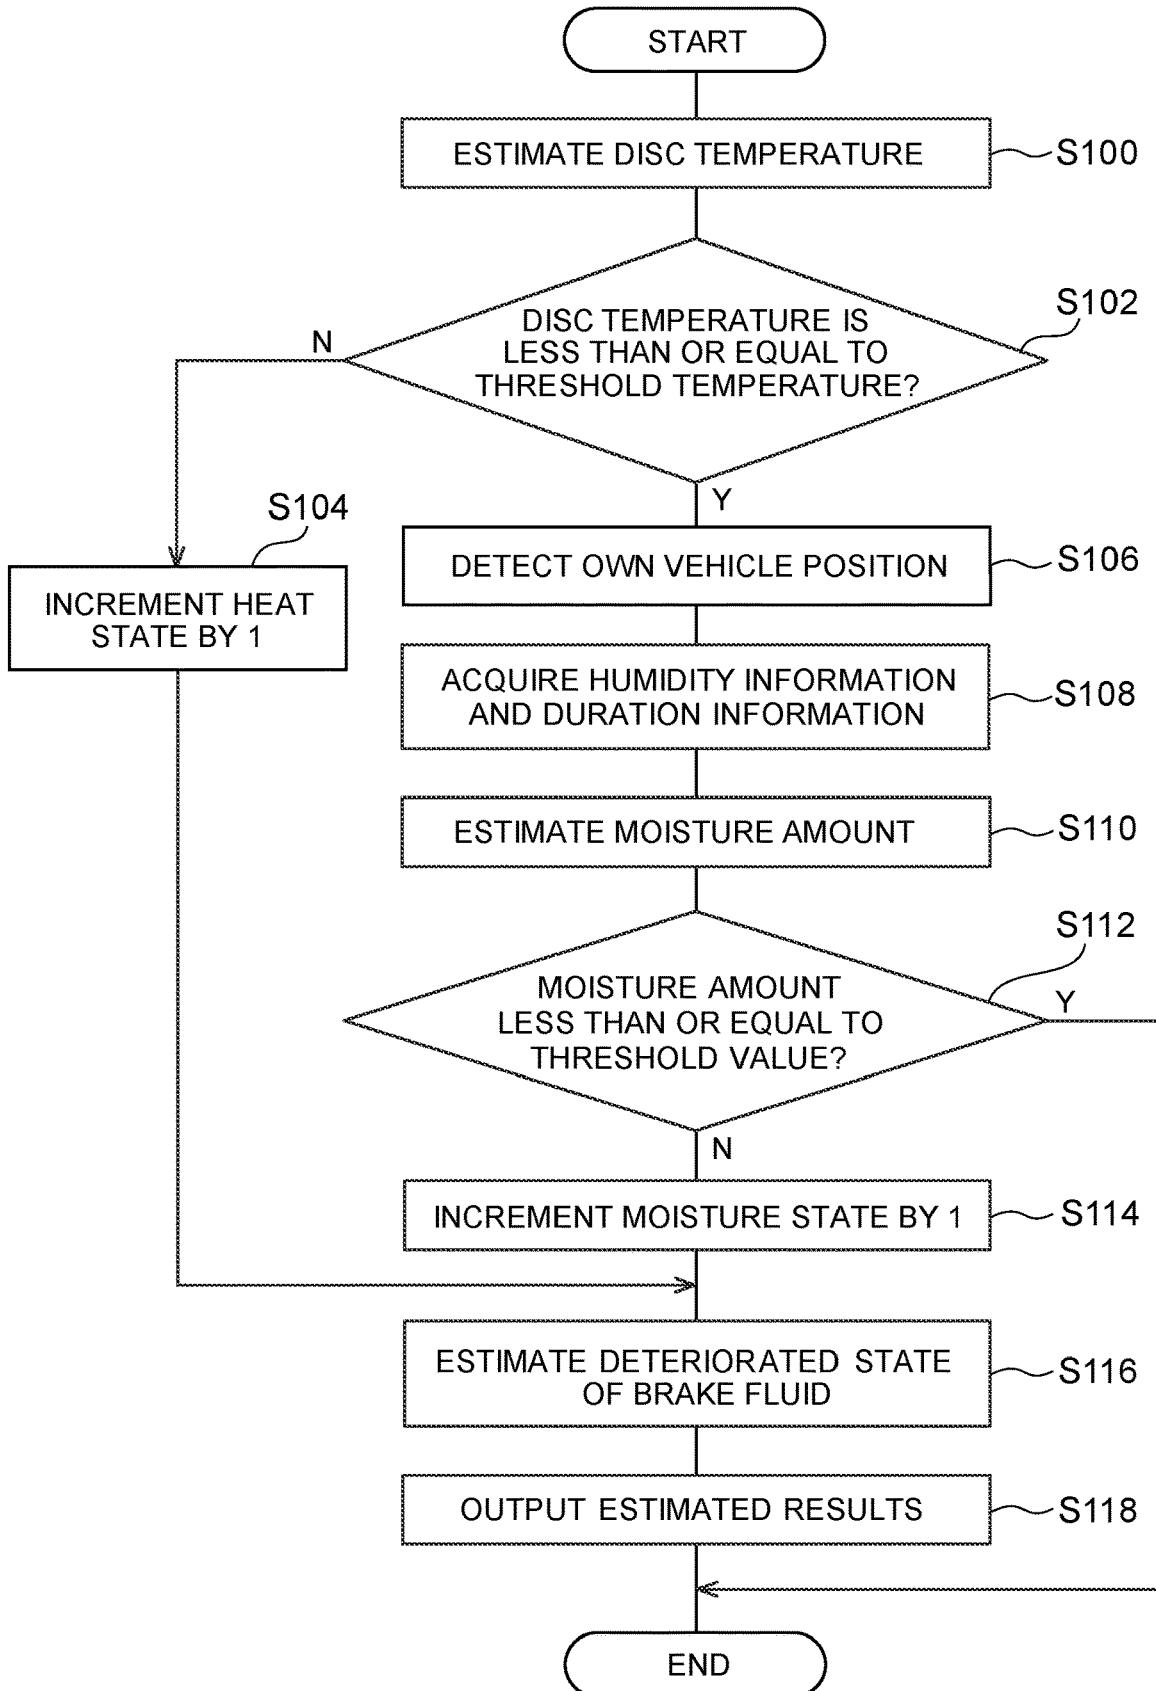 START
ESTIMATE DISC TEMPERATURE
S100
S102
DISC TEMPERATURE IS
LESS THAN OR EQUAL TO
THRESHOLD TEMPERATURE?
N
Y
S104
INCREMENT HEAT
STATE BY 1
DETECT OWN VEHICLE POSITION
S106
ACQUIRE HUMIDITY INFORMATION
AND DURATION INFORMATION
S108
ESTIMATE MOISTURE AMOUNT
S110
S112
MOISTURE AMOUNT
LESS THAN OR EQUAL TO
THRESHOLD VALUE?
Y
N
INCREMENT MOISTURE STATE BY 1
S114
ESTIMATE DETERIORATED STATE
OF BRAKE FLUID
S116
OUTPUT ESTIMATED RESULTS
S118
END